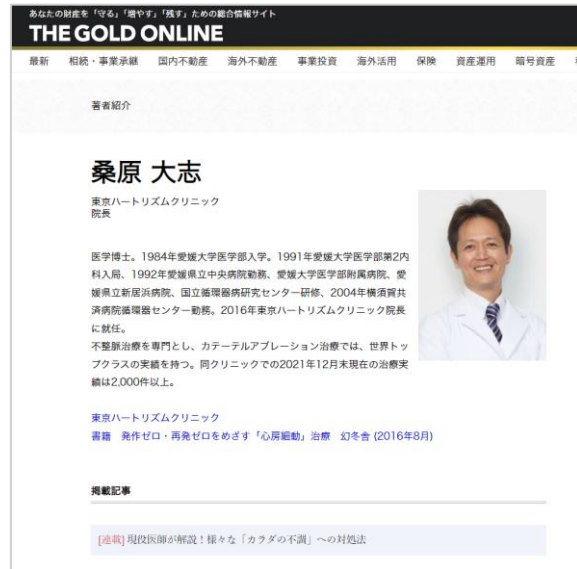 あなたの財産を「守る」「増やす」「残す」ための総合情報サイト
THE GOLD ONLINE
最新 相続・事業承継 国内不動産 海外不動産 事業投資 海外活用 保険 資産運用 暗号資産
著者紹介
桑原 大志
東京ハートリズムクリニック
院長
医学博士。1984年愛媛大学医学部入学。1991年愛媛大学医学部第2内
科入局、1992年愛媛県立中央病院勤務、愛媛大学医学部附属病院、愛
媛県立新居浜病院、国立循環器病研究センター研修、2004年横須賀共
済病院循環器センター勤務。2016年東京ハートリズムクリニック院長
に就任。
不整脈治療を専門とし、カテーテルアブレーション治療では、世界トッ
プクラスの実績を持つ。同クリニックでの2021年12月末現在の治療実
績は2,000件以上。
東京ハートリズムクリニック
書籍 発作ゼロ・再発ゼロをめざす「心房細動」治療 幻冬舎 (2016年8月)
掲載記事
[連載] 現役医師が解説！様々な「カラダの不調」への対処法